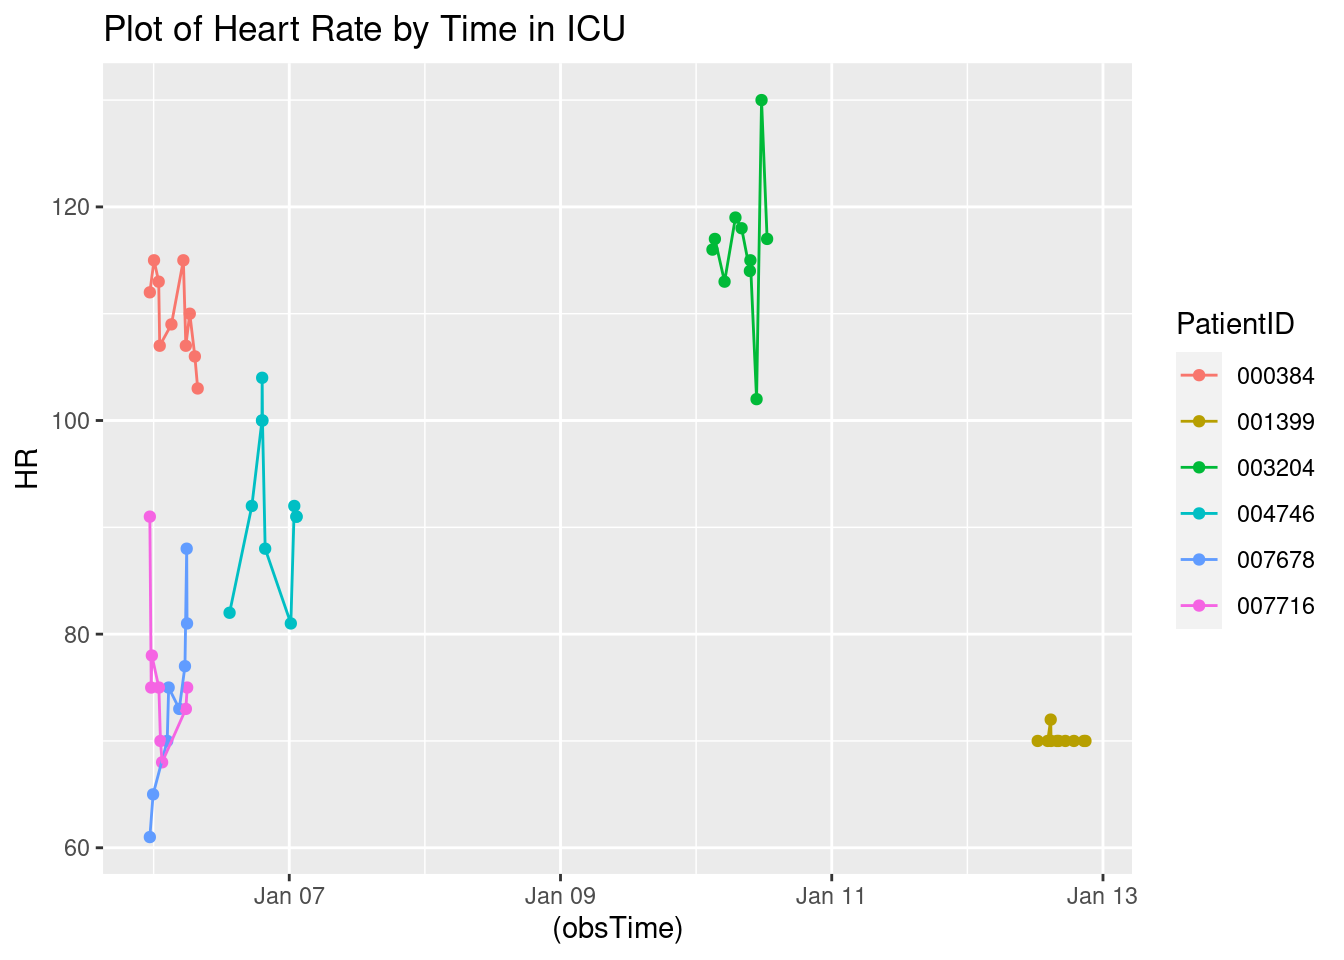 Plot of Heart Rate by Time in ICU
HR
120
100
80
60
Jan 07
Jan 09
Jan 11
Jan 13
(obsTime)
PatientID
000384
001399
003204
004746
007678
007716